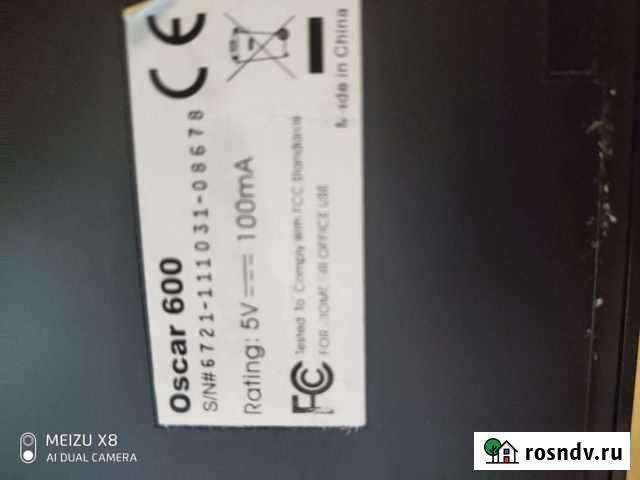 Oscar 600
S/N#6721-111031-08678
Rating: 5V 100mA
FC Tested To Comply With FCC Standards
FOR HOME OR OFFICE USE
CE
Made in China
MEIZU X8
AI DUAL CAMERA
rosndv.ru